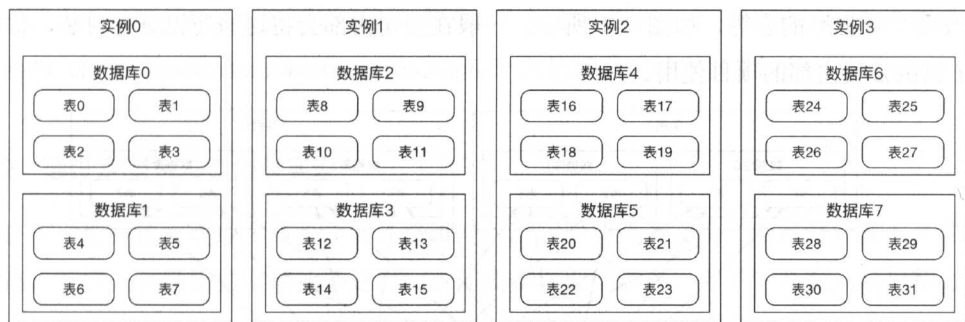 实例0 实例1 实例2 实例3
数据库0 数据库2 数据库4 数据库6
表0 表1 表8 表9 表16 表17 表24 表25
表2 表3 表10 表11 表18 表19 表26 表27
数据库1 数据库3 数据库5 数据库7
表4 表5 表12 表13 表20 表21 表28 表29
表6 表7 表14 表15 表22 表23 表30 表31